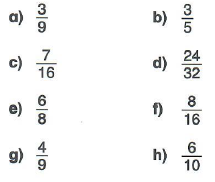 a) 3/9 b) 3/5
c) 7/16 d) 24/32
e) 6/8 f) 8/16
g) 4/9 h) 6/10